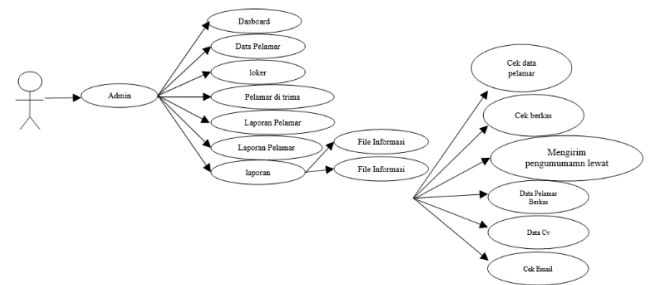 Admin
Dasboard
Data Pelamar
loker
Pelamar di trima
Laporan Pelamar
Laporan Pelamar
laporan
File Informasi
File Informasi
Cek data
pelamar
Cek berkas
Mengirim
pengumumamn lewat
Data Pelamar
Berkas
Data Cv
Cek Email